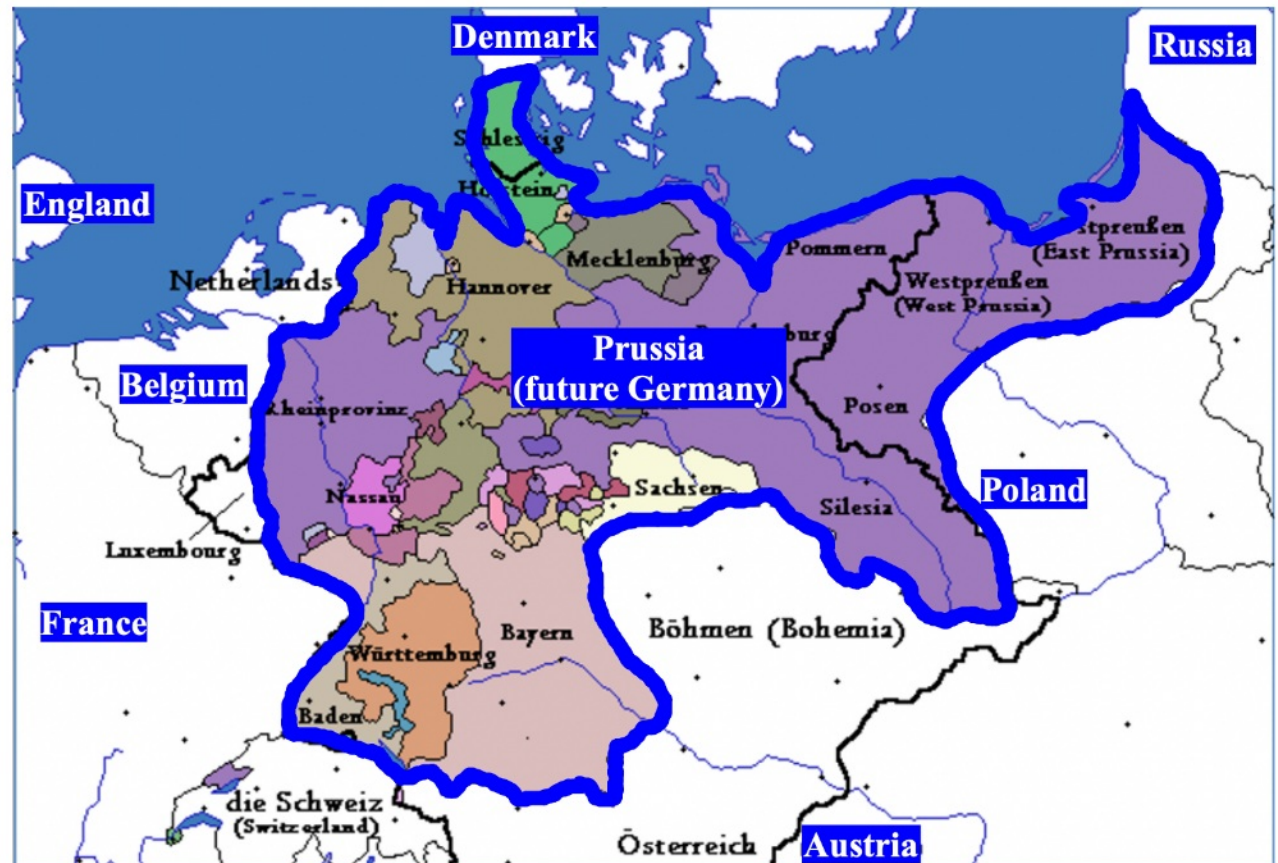 Denmark
Russia
Schleswig
England
Holstein
Netherlands
Mecklenburg
Pommern
stpreußen
(East Prussia)
Hannover
Westpreußen
(West Prussia)
Belgium
Prussia
(future Germany)
burg
Rheinprovinz
Posen
Nassau
Sachsen
Silesia
Poland
Luxembourg
France
Bayern
Böhmen (Bohemia)
Württemburg
Baden
die Schweiz
(Switzerland)
Österreich
Austria